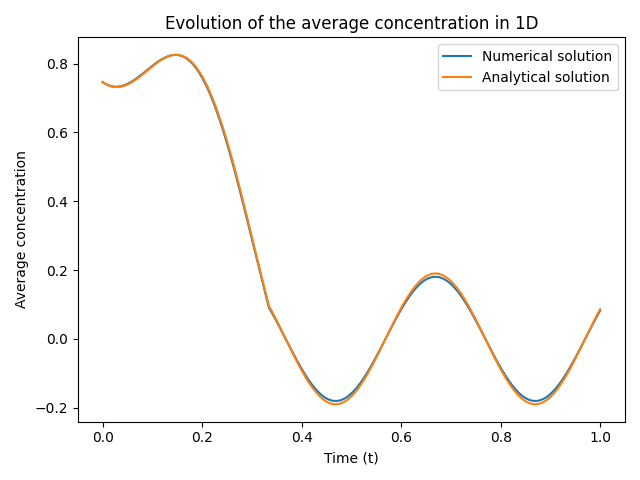 Evolution of the average concentration in 1D
Numerical solution
Analytical solution
Average concentration
0.8
0.6
0.4
0.2
0.0
−0.2
0.0 0.2 0.4 0.6 0.8 1.0
Time (t)